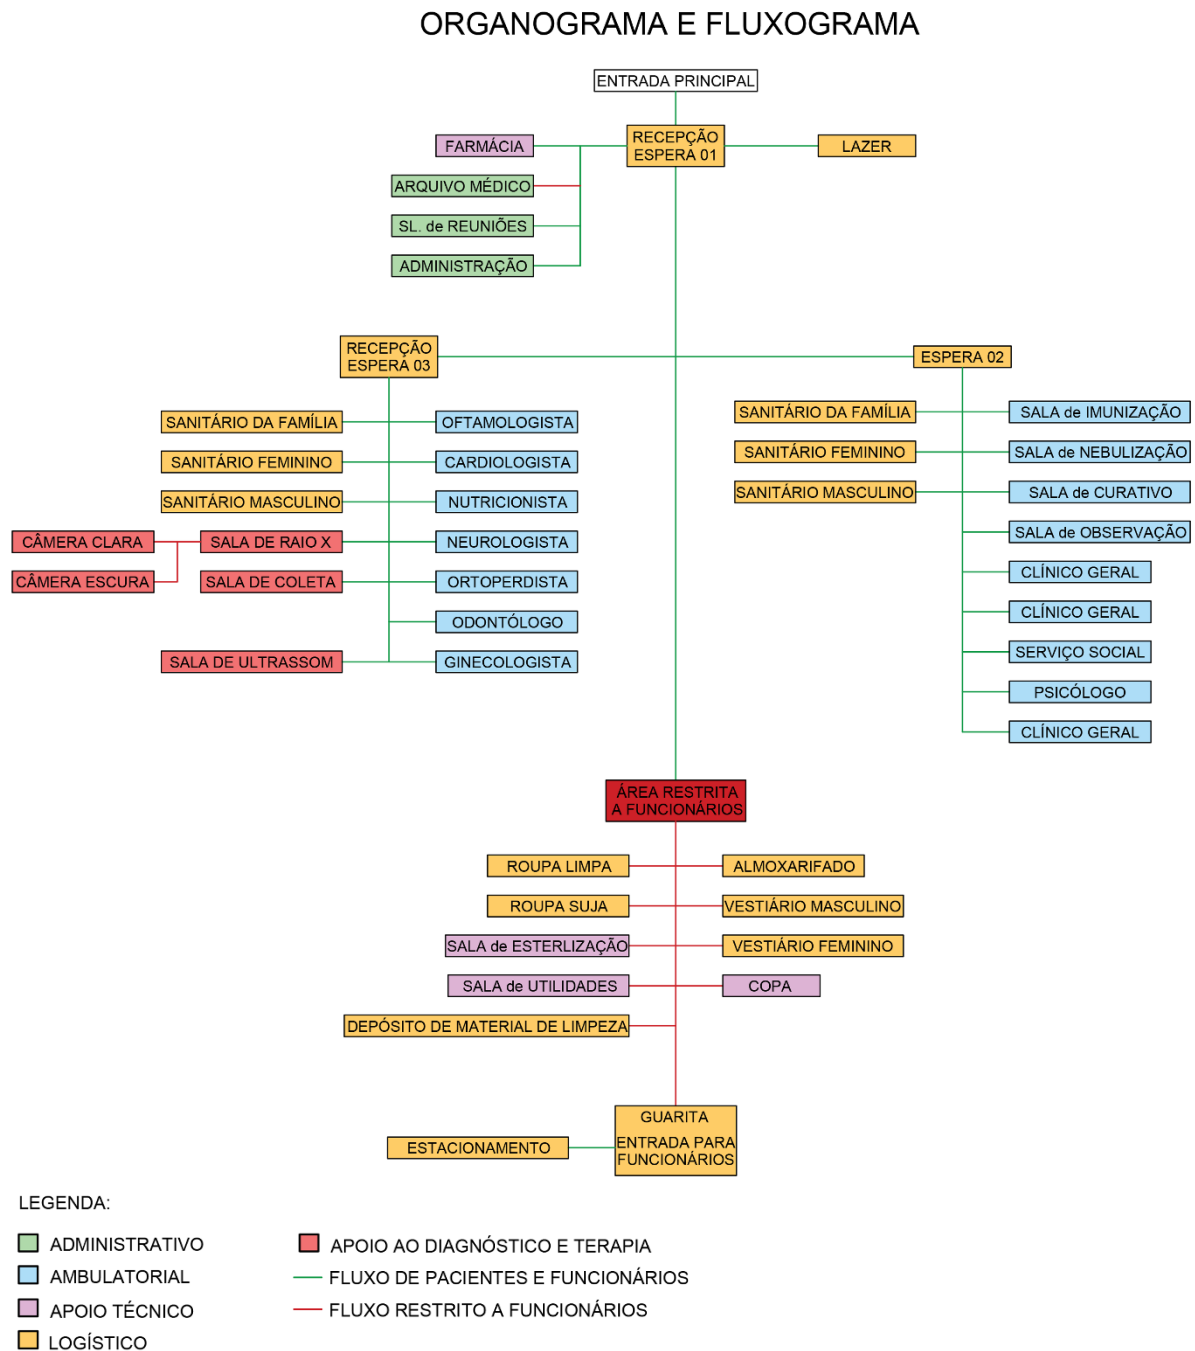 ORGANOGRAMA E FLUXOGRAMA
ENTRADA PRINCIPAL
RECEPÇÃO
ESPERA 01
FARMÁCIA
LAZER
ARQUIVO MÉDICO
SL. de REUNIÕES
ADMINISTRAÇÃO
RECEPÇÃO
ESPERA 03
SANITÁRIO DA FAMÍLIA
OFTAMOLOGISTA
SANITÁRIO FEMININO
CARDIOLOGISTA
SANITÁRIO MASCULINO
NUTRICIONISTA
CÂMERA CLARA
SALA DE RAIO X
NEUROLOGISTA
CÂMERA ESCURA
SALA DE COLETA
ORTOPERDISTA
ODONTÓLOGO
SALA DE ULTRASSOM
GINECOLOGISTA
ESPERA 02
SANITÁRIO DA FAMÍLIA
SALA de IMUNIZAÇÃO
SANITÁRIO FEMININO
SALA de NEBULIZAÇÃO
SANITÁRIO MASCULINO
SALA de CURATIVO
SALA de OBSERVAÇÃO
CLÍNICO GERAL
CLÍNICO GERAL
SERVIÇO SOCIAL
PSICÓLOGO
CLÍNICO GERAL
ÁREA RESTRITA
A FUNCIONÁRIOS
ROUPA LIMPA
ALMOXARIFADO
ROUPA SUJA
VESTIÁRIO MASCULINO
SALA de ESTERLIZAÇÃO
VESTIÁRIO FEMININO
SALA de UTILIDADES
COPA
DEPÓSITO DE MATERIAL DE LIMPEZA
GUARITA
ENTRADA PARA
FUNCIONÁRIOS
ESTACIONAMENTO
LEGENDA:
ADMINISTRATIVO
AMBULATORIAL
APOIO TÉCNICO
LOGÍSTICO
APOIO AO DIAGNÓSTICO E TERAPIA
FLUXO DE PACIENTES E FUNCIONÁRIOS
FLUXO RESTRITO A FUNCIONÁRIOS